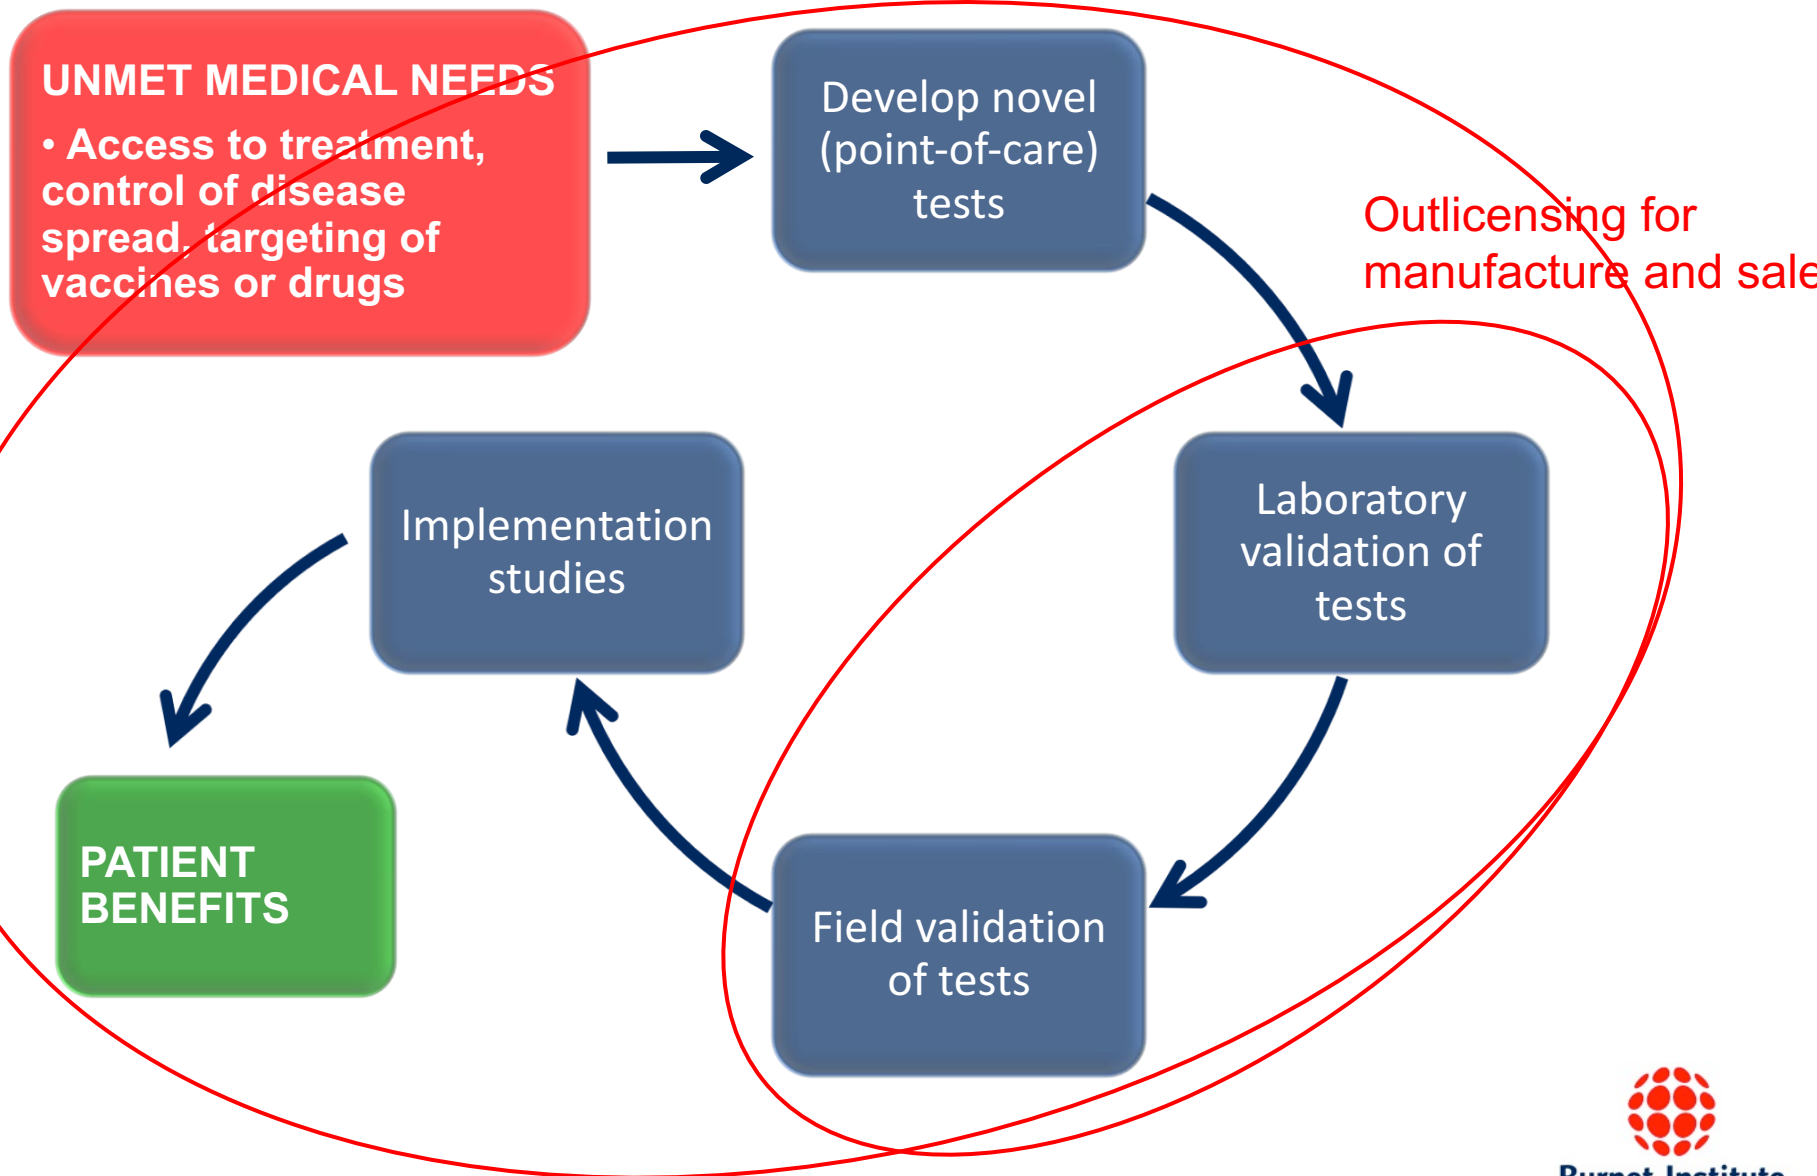 UNMET MEDICAL NEEDS
• Access to treatment,
control of disease
spread, targeting of
vaccines or drugs
Develop novel
(point-of-care)
tests
Outlicensing for
manufacture and sale
Laboratory
validation of
tests
Field validation
of tests
Implementation
studies
PATIENT
BENEFITS
Burnet Institute